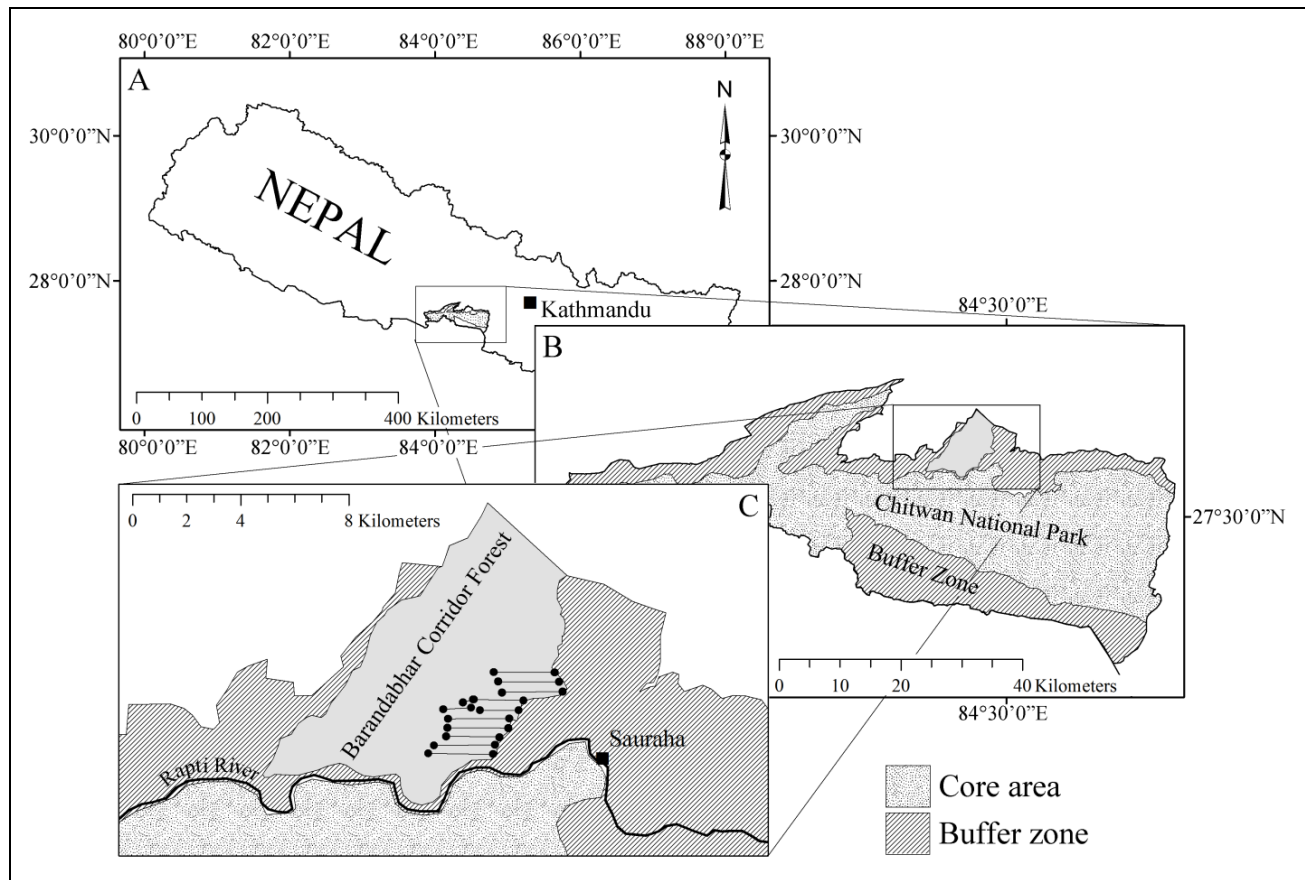 80°0'0"E 82°0'0"E 84°0'0"E 86°0'0"E 88°0'0"E
A
N
30°0'0"N 30°0'0"N
NEPAL
28°0'0"N 28°0'0"N
Kathmandu
0 100 200 400 Kilometers
80°0'0"E 82°0'0"E 84°0'0"E
84°30'0"E
B
Chitwan National Park
27°30'0"N
Buffer Zone
0 10 20 40 Kilometers
84°30'0"E
C
0 2 4 8 Kilometers
Barandabhar Corridor Forest
Sauraha
Rapti River
Core area
Buffer zone